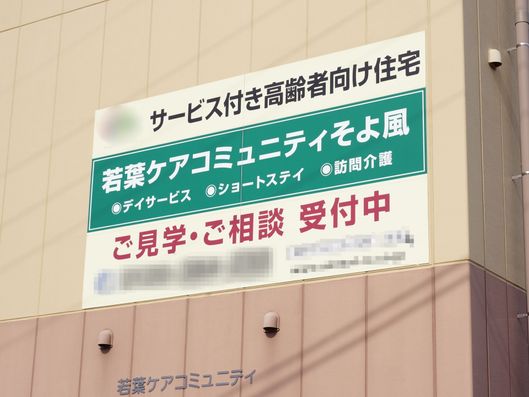 サービス付き高齢者向け住宅
若葉ケアコミュニティそよ風
●デイサービス ●ショートステイ ●訪問介護
ご見学・ご相談 受付中
若葉ケアコミュニティ